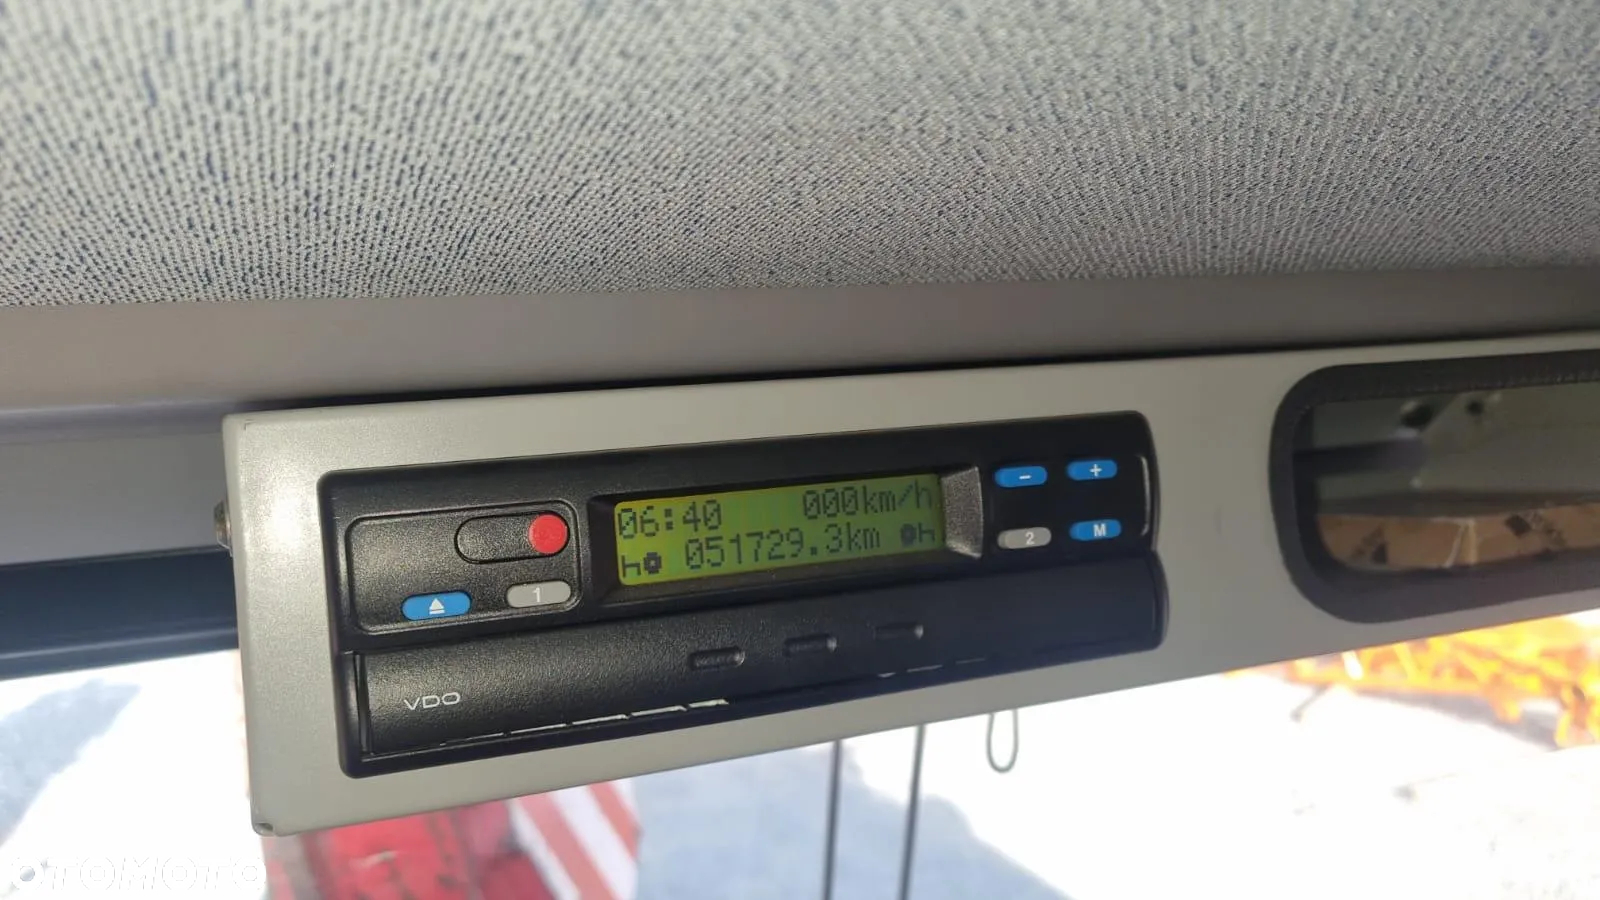 06:40 000km/h
h 051729.3km h
- +
2 M
1
VDO
OTOMOTO